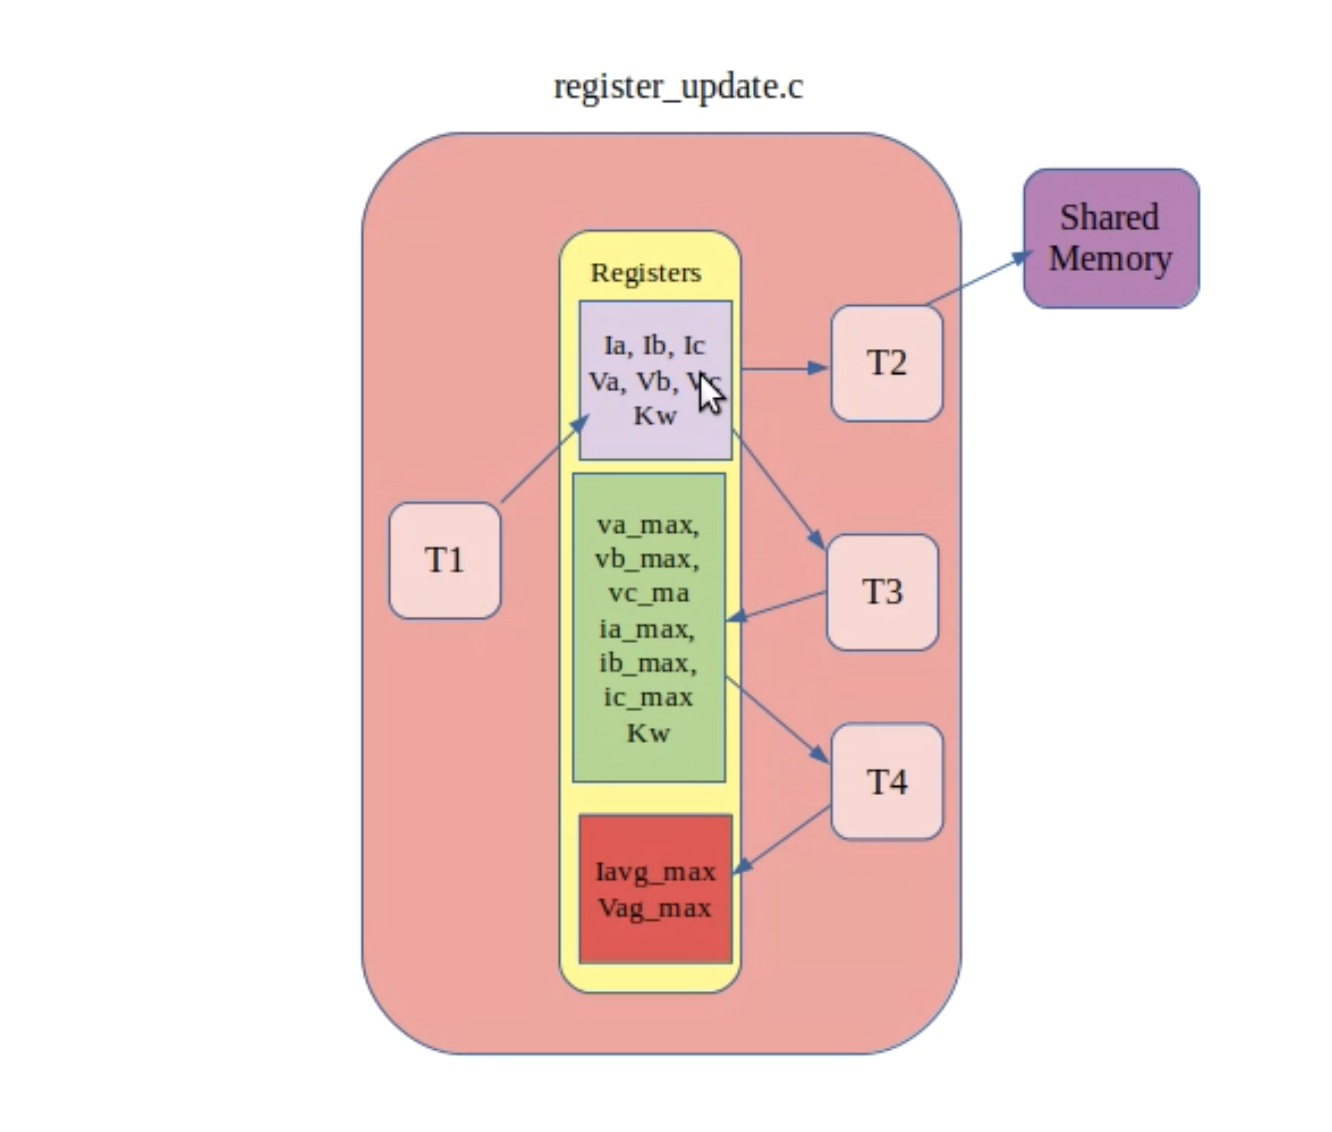 register_update.c
Shared
Memory
Registers
Ia, Ib, Ic
Va, Vb,
Kw
T2
T1
va_max,
vb_max,
vc_ma
ia_max,
ib_max,
ic_max
Kw
T3
T4
Iavg_max
Vag_max